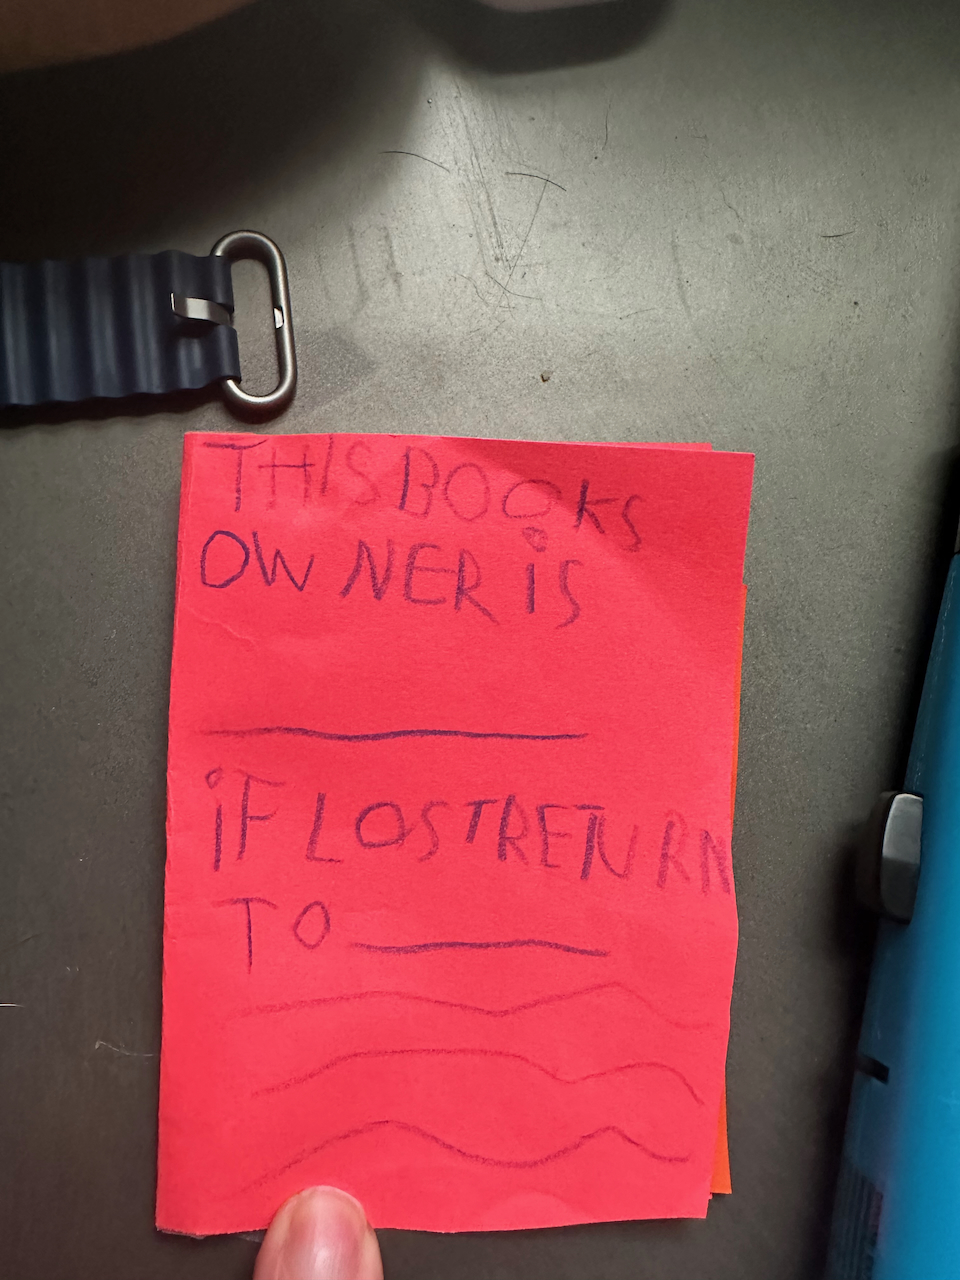 THIS BOOKS
OWNER iS
iF LOST RETURN
TO